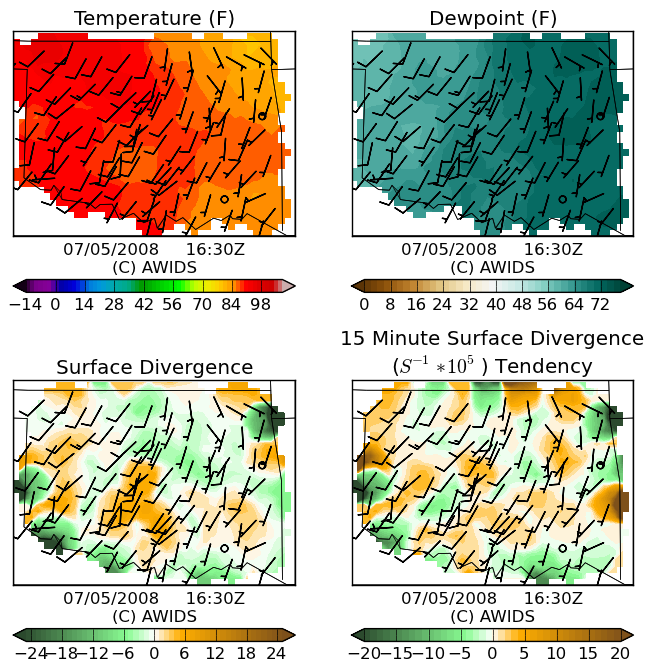 Temperature (F)
Dewpoint (F)
07/05/2008 16:30Z
(C) AWIDS
07/05/2008 16:30Z
(C) AWIDS
−14 0 14 28 42 56 70 84 98
0 8 16 24 32 40 48 56 64 72
Surface Divergence
15 Minute Surface Divergence
(S⁻¹ *10⁵ ) Tendency
07/05/2008 16:30Z
(C) AWIDS
07/05/2008 16:30Z
(C) AWIDS
−24 −18 −12 −6 0 6 12 18 24
−20 −15 −10 −5 0 5 10 15 20